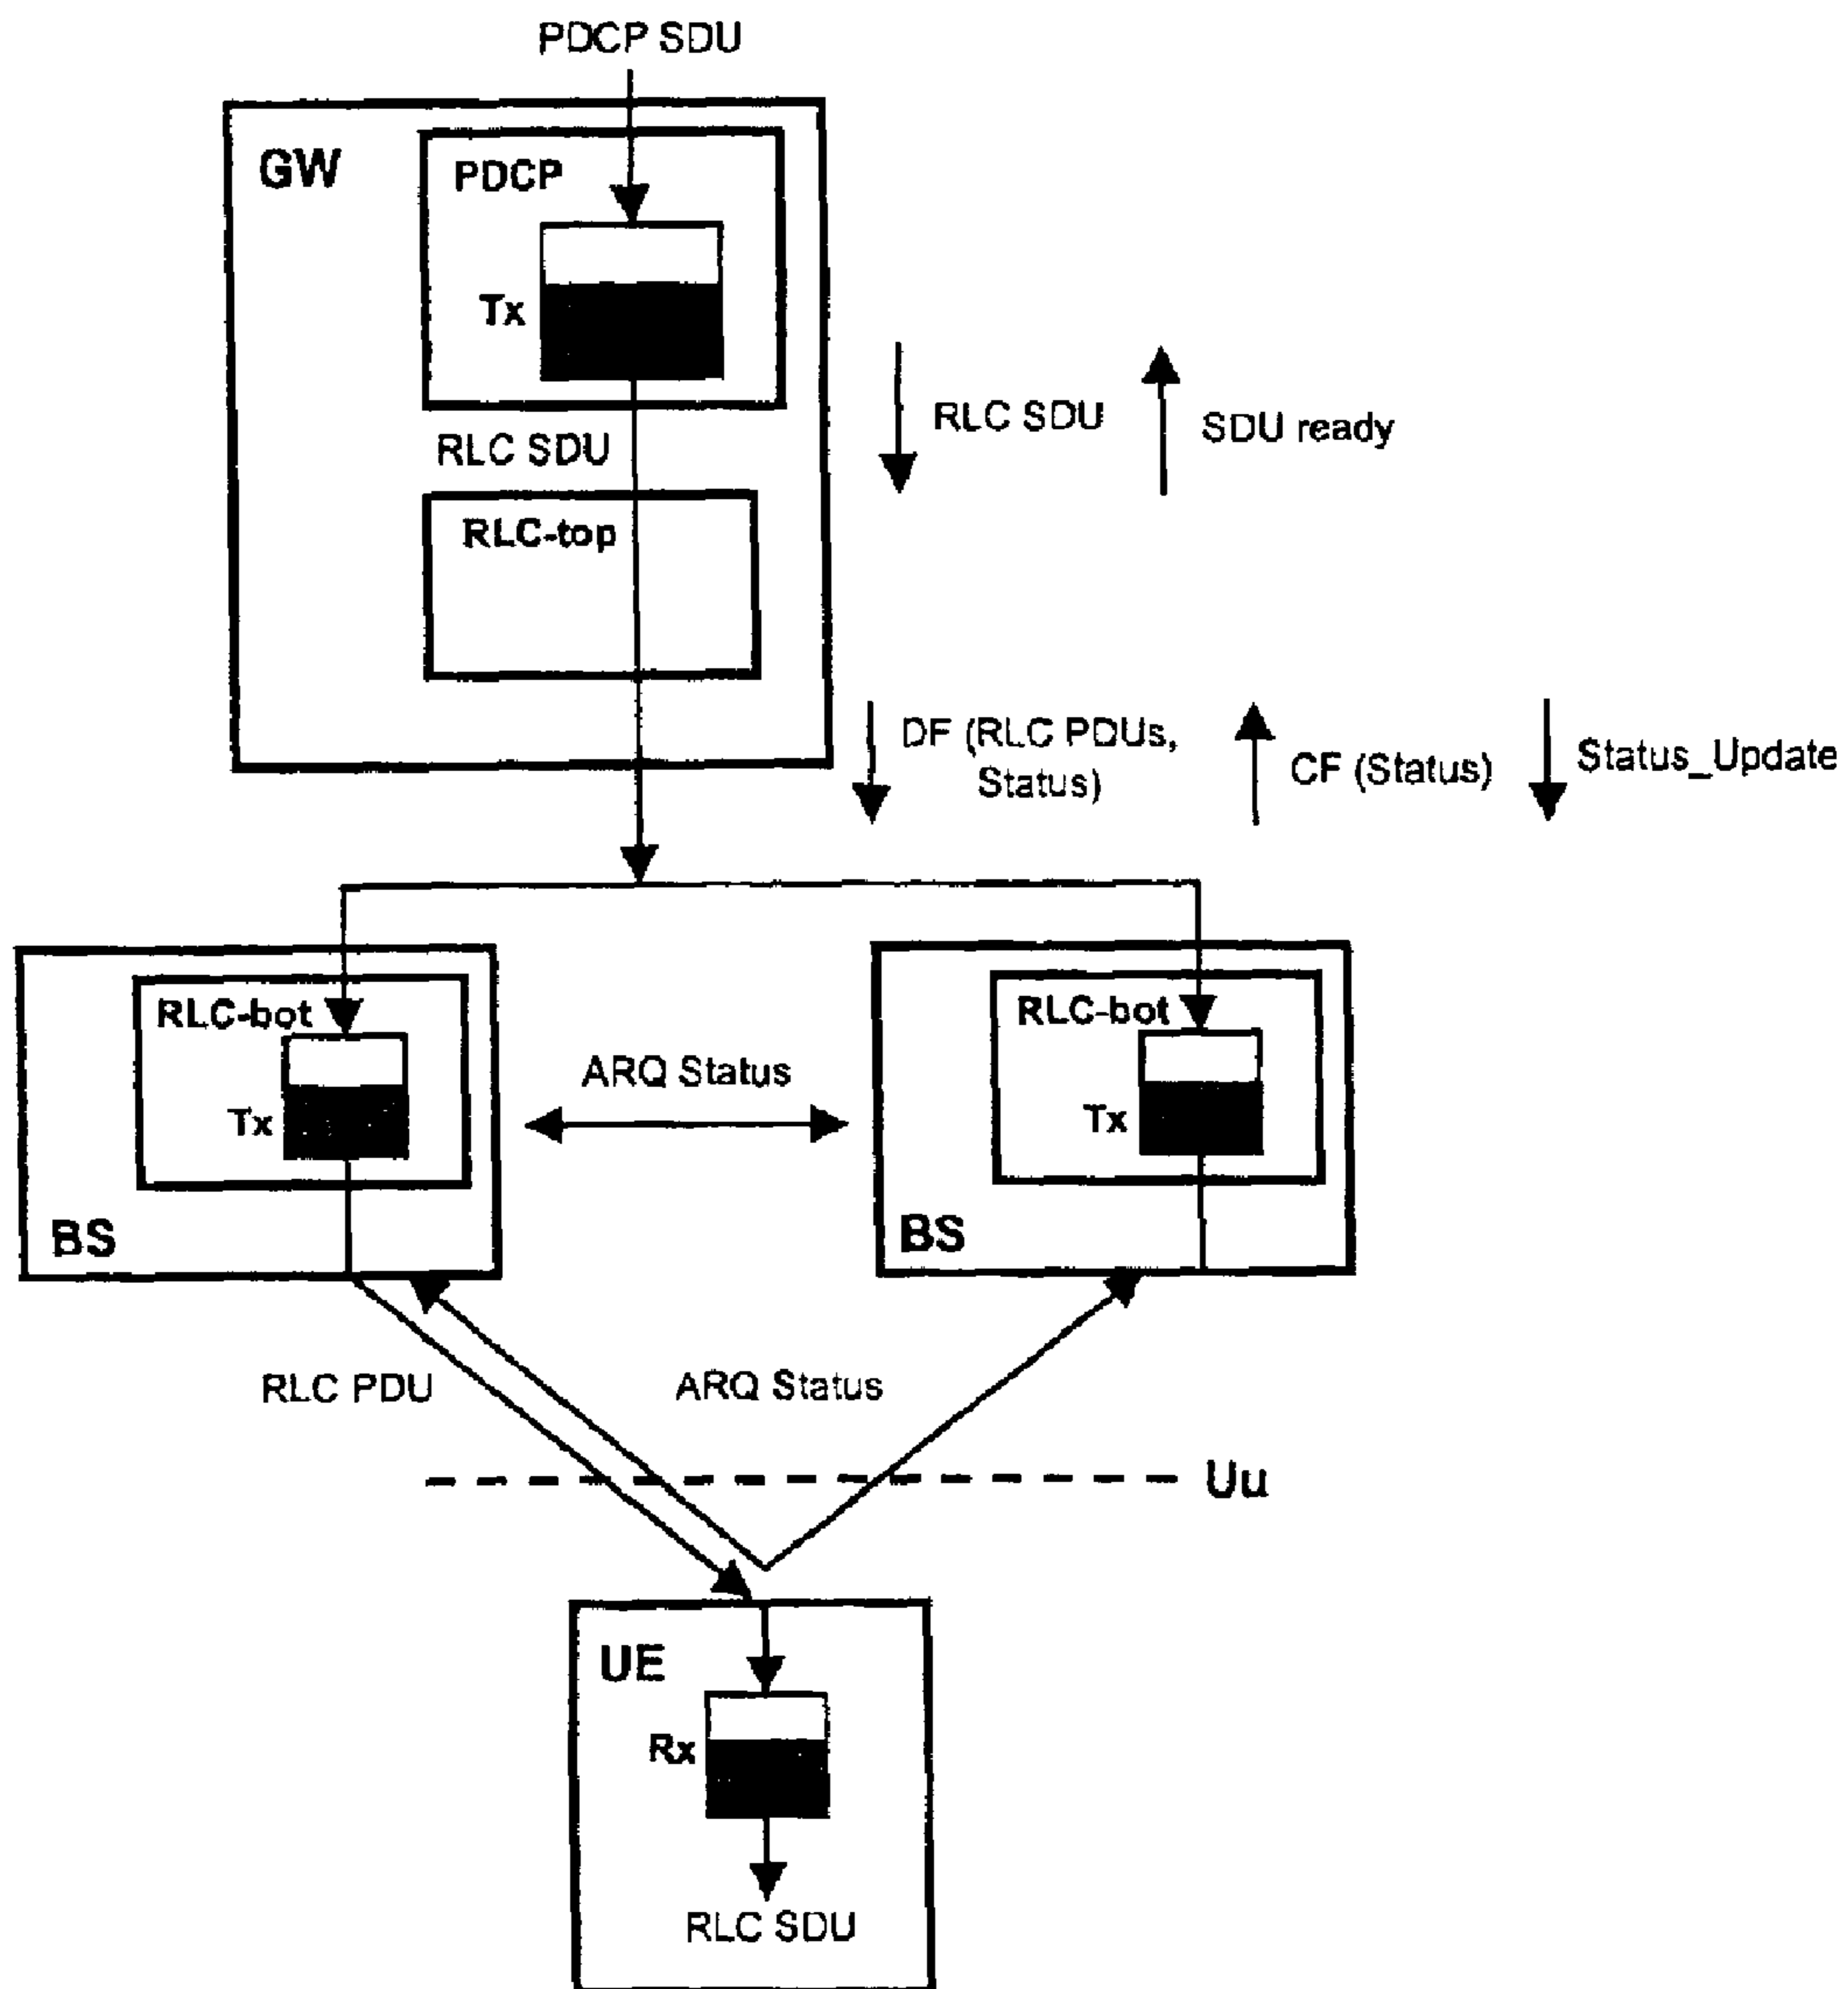 PDCP SDU
GW
PDCP
Tx
RLC SDU
RLC SDU
SDU ready
RLC-top
DF (RLC PDUs,
Status)
CF (Status)
Status_Update
RLC-bot
Tx
BS
ARQ Status
RLC-bot
Tx
BS
RLC PDU
ARQ Status
Uu
UE
Rx
RLC SDU